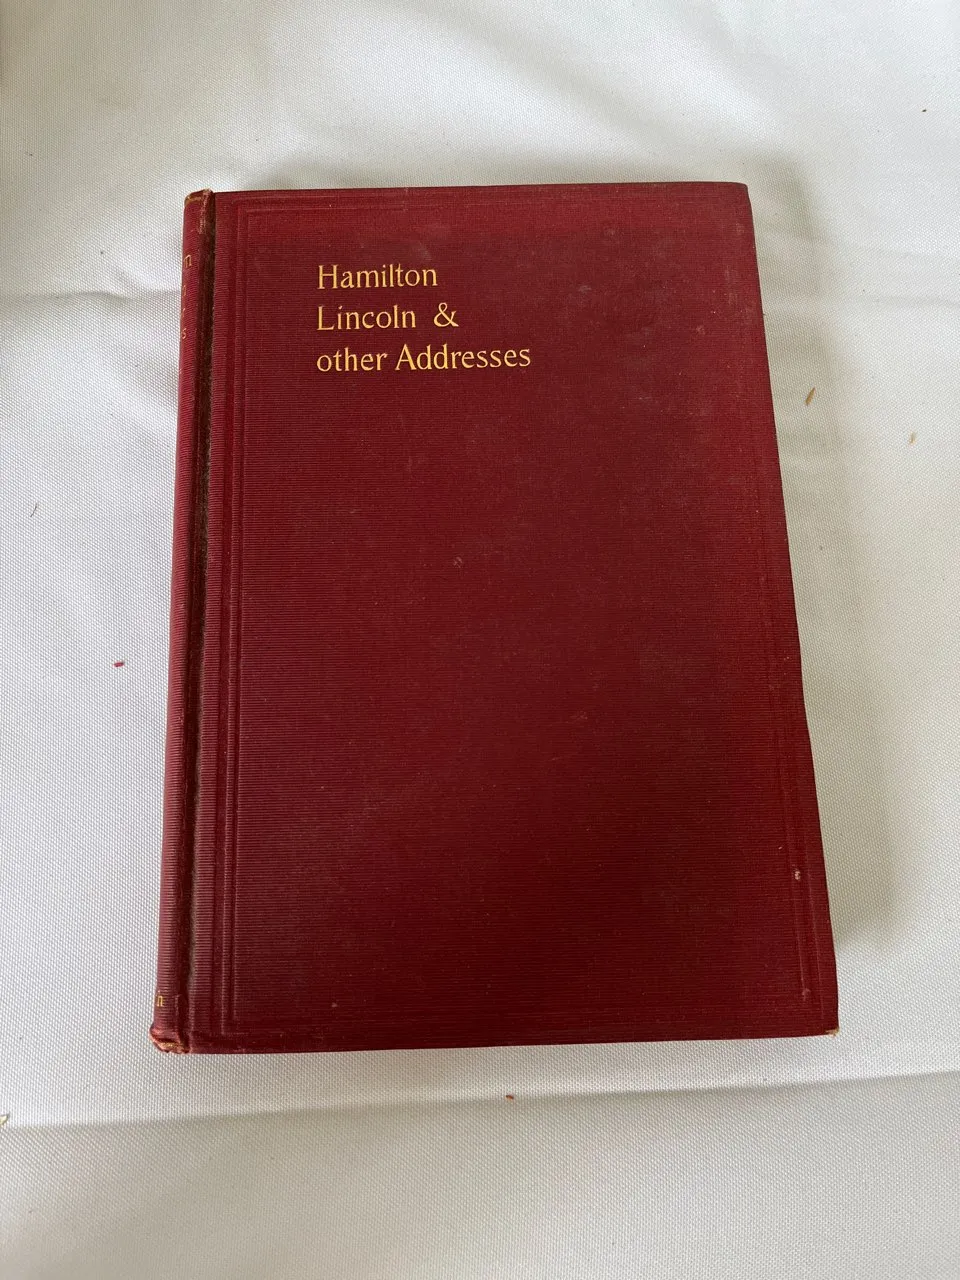 Hamilton
Lincoln &
other Addresses